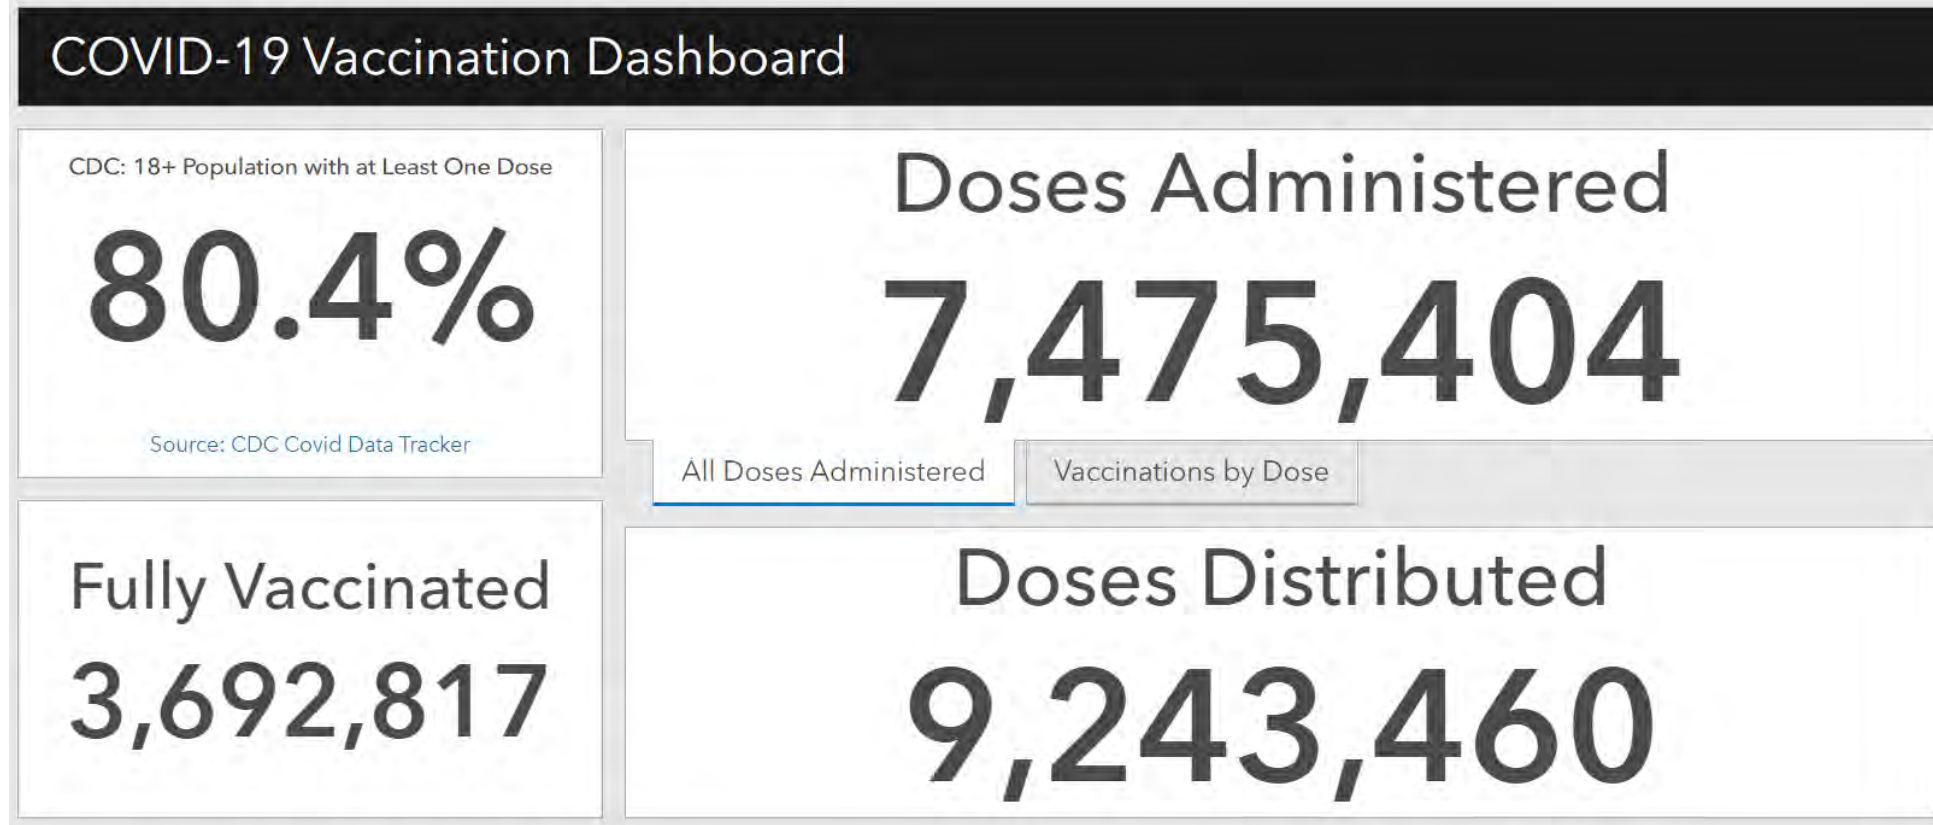 COVID-19 Vaccination Dashboard
CDC: 18+ Population with at Least One Dose
80.4%
Source: CDC Covid Data Tracker
Fully Vaccinated
3,692,817
Doses Administered
7,475,404
All Doses Administered
Vaccinations by Dose
Doses Distributed
9,243,460